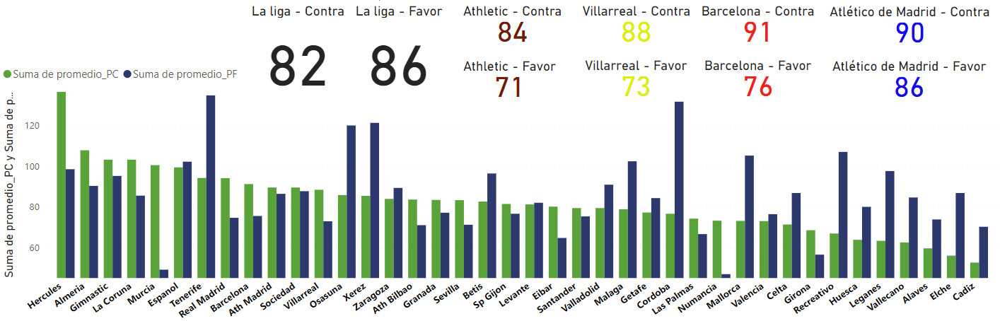 La liga - Contra
La liga - Favor
Athletic - Contra
Villarreal - Contra
Barcelona - Contra
Atlético de Madrid - Contra
84
88
91
90
82
86
Athletic - Favor
Villarreal - Favor
Barcelona - Favor
Atlético de Madrid - Favor
71
73
76
86
Suma de promedio_PC
Suma de promedio_PF
Suma de promedio_PC y Suma de p...
120
100
80
60
Hercules
Almeria
Gimnastic
La Coruna
Murcia
Espanol
Tenerife
Real Madrid
Barcelona
Ath Madrid
Sociedad
Villarreal
Osasuna
Xerez
Zaragoza
Ath Bilbao
Granada
Sevilla
Betis
Sp Gijon
Levante
Eibar
Santander
Valladolid
Malaga
Getafe
Cordoba
Las Palmas
Numancia
Mallorca
Valencia
Celta
Girona
Recreativo
Huesca
Leganes
Vallecano
Alaves
Elche
Cadiz